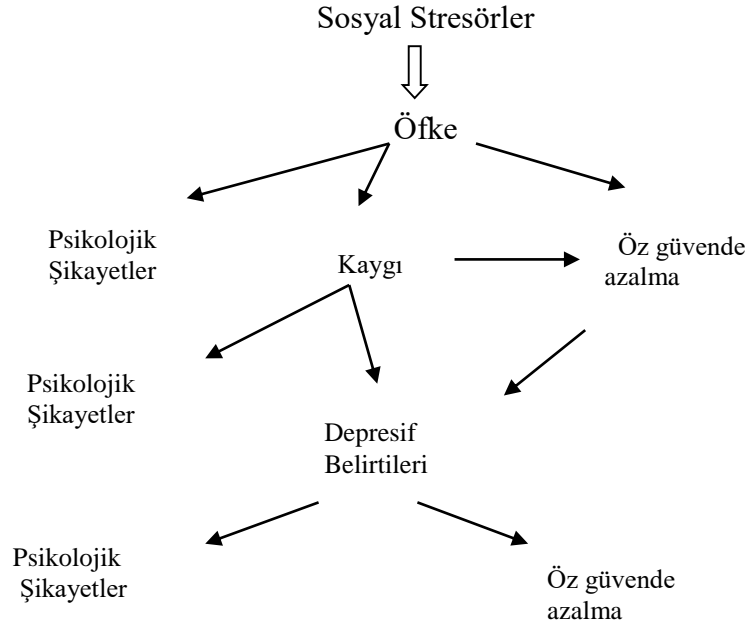 Sosyal Stresörler
Öfke
Psikolojik
Şikayetler
Kaygı
Öz güvende
azalma
Psikolojik
Şikayetler
Depresif
Belirtileri
Psikolojik
Şikayetler
Öz güvende
azalma